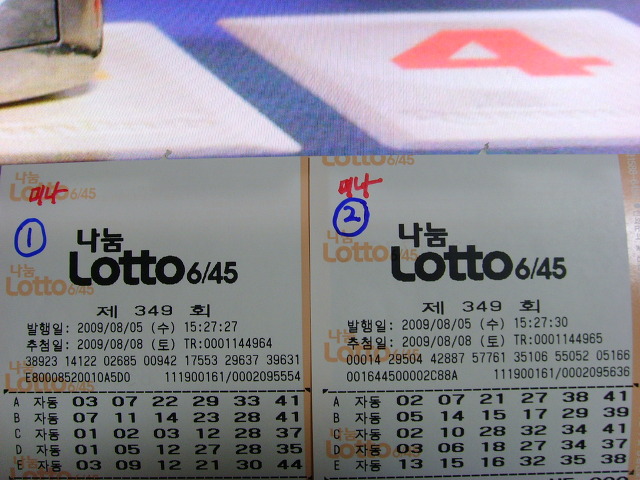 4
나눔
6/45
미나
1
나눔
Lotto 6/45
제 349 회
발행일: 2009/08/05 (수) 15:27:27
추첨일: 2009/08/08 (토) TR:0001144964
38923 14122 02685 00942 17553 29637 39631
E80008520010A5D0 111900161/0002095554
A 자동 03 07 22 29 33 41
B 자동 07 11 14 23 28 41
C 자동 01 02 03 12 28 37
D 자동 01 05 12 27 28 35
E 자동 03 09 12 21 30 44
Lotto 6/45
미나
2
나눔
Lotto 6/45
제 349 회
발행일: 2009/08/05 (수) 15:27:30
추첨일: 2009/08/08 (토) TR:0001144965
00014 29504 42887 57761 35106 55052 05166
001644500002C88A 111900161/0002095636
A 자동 02 07 21 27 38 41
B 자동 05 14 15 17 29 39
C 자동 02 10 28 32 34 41
D 자동 03 06 18 27 34 37
E 자동 13 15 16 32 35 38